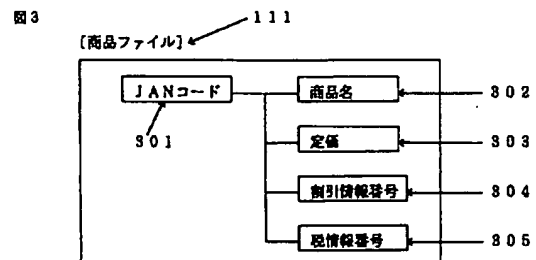 図3
111
[商品ファイル]
JANコード
商品名
302
301
定価
303
割引情報番号
304
税情報番号
305